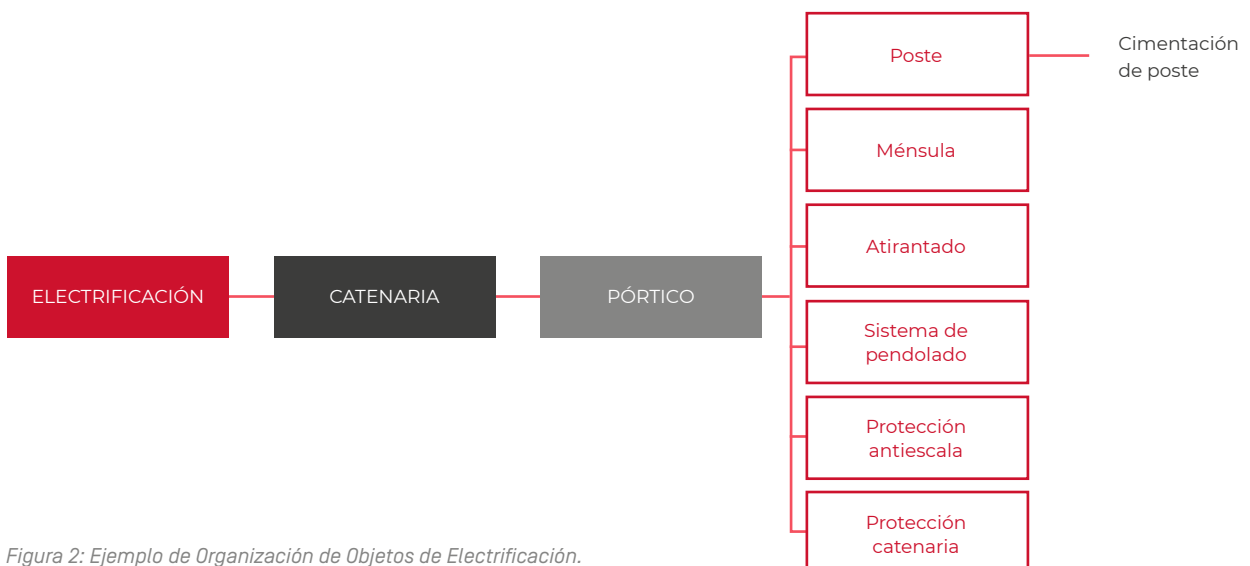 Poste
Cimentación
de poste
Ménsula
Atirantado
ELECTRIFICACIÓN
CATENARIA
PÓRTICO
Sistema de
pendolado
Protección
antiescala
Protección
catenaria
Figura 2: Ejemplo de Organización de Objetos de Electrificación.